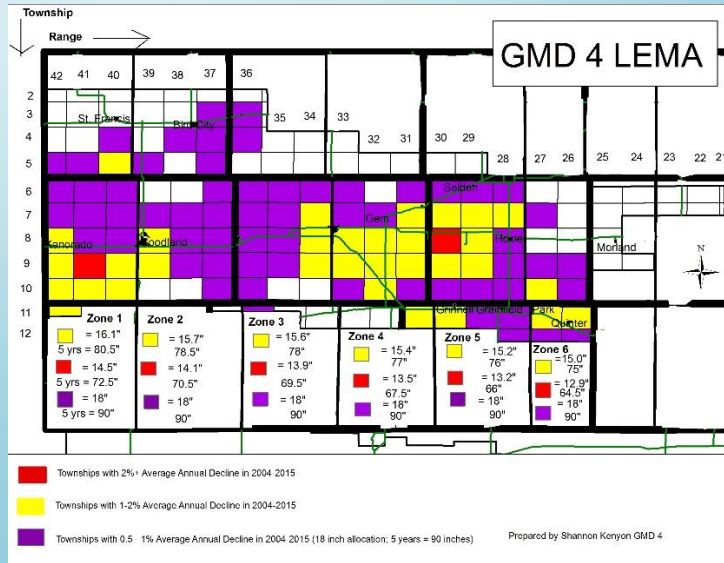 Township
Range
GMD 4 LEMA
42 41 40 39 38 37 36
35 34 33
32 31
30 29
28 27 26
25 24 23 22 21
2
3
4
5
6
7
8
9
10
11
12
St. Francis
Bird City
Selden
Gem
Kanorado
Goodland
Hoxie
Morland
Grinnell Grainfield Park
Quinter
N
Zone 1
= 16.1"
5 yrs = 80.5"
= 14.5"
5 yrs = 72.5"
= 18"
5 yrs = 90"
Zone 2
= 15.7"
78.5"
= 14.1"
70.5"
= 18"
90"
Zone 3
= 15.6"
78"
= 13.9"
69.5"
= 18"
90"
Zone 4
= 15.4"
77"
= 13.5"
67.5"
= 18"
90"
Zone 5
= 15.2"
76"
= 13.2"
66"
= 18"
90"
Zone 6
= 15.0"
75"
= 12.9"
64.5"
= 18"
90"
Townships with 2%+ Average Annual Decline in 2004-2015
Townships with 1-2% Average Annual Decline in 2004-2015
Townships with 0.5 - 1% Average Annual Decline in 2004-2015 (18 inch allocation; 5 years = 90 inches)
Prepared by Shannon Kenyon GMD 4